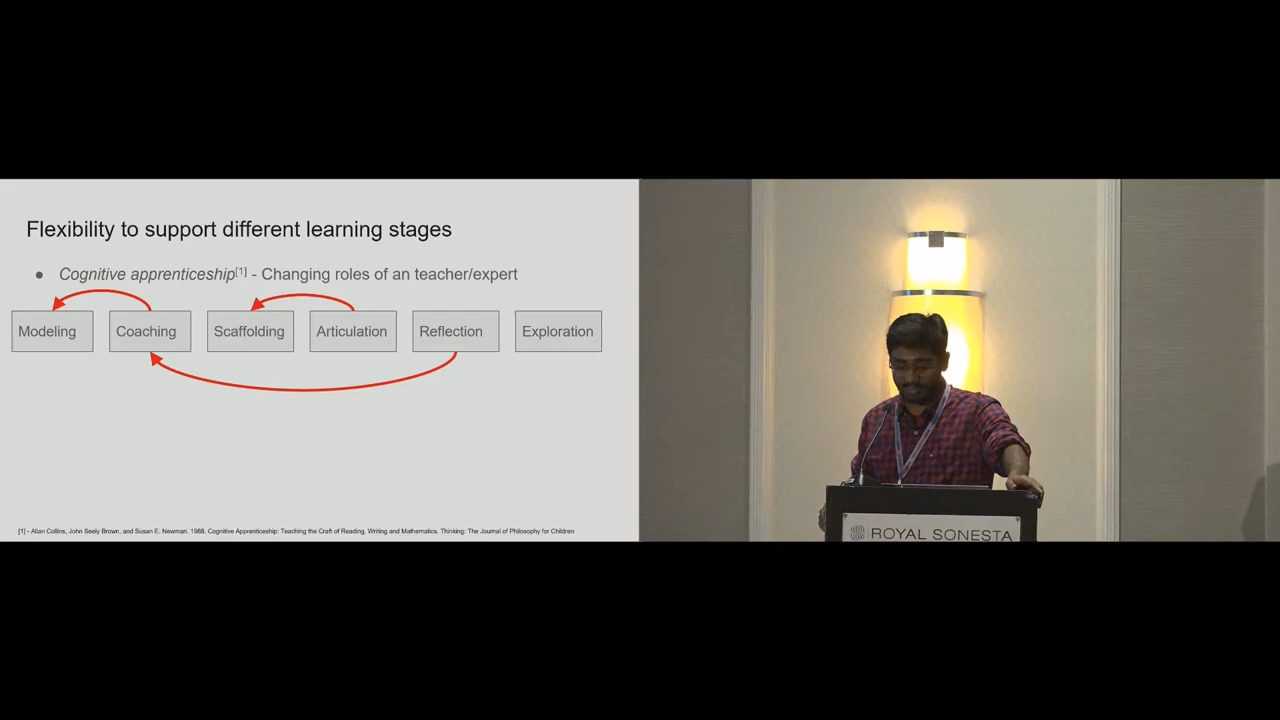 Flexibility to support different learning stages
● Cognitive apprenticeship[1] - Changing roles of an teacher/expert
Modeling Coaching Scaffolding Articulation Reflection Exploration
[1] - Allan Collins, John Seely Brown, and Susan E. Newman. 1988. Cognitive Apprenticeship: Teaching the Craft of Reading, Writing and Mathematics. Thinking: The Journal of Philosophy for Children
ROYAL SONESTA